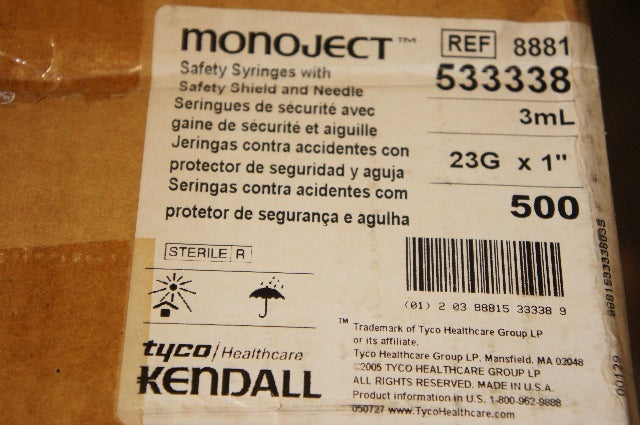 MONOJECT™
REF 8881
Safety Syringes with
533338
Safety Shield and Needle
3mL
Seringues de sécurité avec
gaine de sécurité et aiguille
23G x 1"
Jeringas contra accidentes con
protector de seguridad y aguja
500
Seringas contra acidentes com
protetor de segurança e agulha
STERILE R
(01) 2 03 88815 33338 9
™ Trademark of Tyco Healthcare Group LP
or its affiliate.
Tyco Healthcare Group LP, Mansfield, MA 02048
©2005 TYCO HEALTHCARE GROUP LP
ALL RIGHTS RESERVED. MADE IN U.S.A.
Product information in U.S. 1-800-962-9888
050727 www.TycoHealthcare.com
tyco / Healthcare
KENDALL
00129